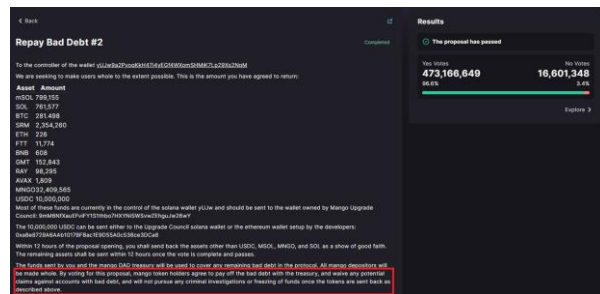 Back
Repay Bad Debt #2
Completed
To the controller of the wallet
We are seeking to make users whole to the extent possible. This is the amount you have agreed to return:
Asset Amount
mSOL 799,155
SOL 761,577
BTC 281.498
SRM 2,354,260
ETH 226
FTT 11,774
BNB 608
GMT 152,843
RAY 98,295
AVAX 1,809
MNGO32,409,565
USDC 10,000,000
Most of these funds are currently in the control of the solana wallet yUJw and should be sent to the wallet owned by Mango Upgrade
Council:
The 10,000,000 USDC can be sent either to the Upgrade Council solana wallet or the ethereum wallet setup by the developers:
Within 12 hours of the proposal opening, you shall send back the assets other than USDC, MSOL, MNGO, and SOL as a show of good faith.
The remaining assets shall be sent within 12 hours once the vote is complete and passes.
The funds sent by you and the mango DAO treasury will be used to cover any remaining bad debt in the protocol. All mango depositors will
be made whole. By voting for this proposal, mango token holders agree to pay off the bad debt with the treasury, and waive any potential
claims against accounts with bad debt, and will not pursue any criminal investigations or freezing of funds once the tokens are sent back as
described above.
Results
The proposal has passed
Yes Votes
473,166,649
96.6%
No Votes
16,601,348
3.4%
Explore